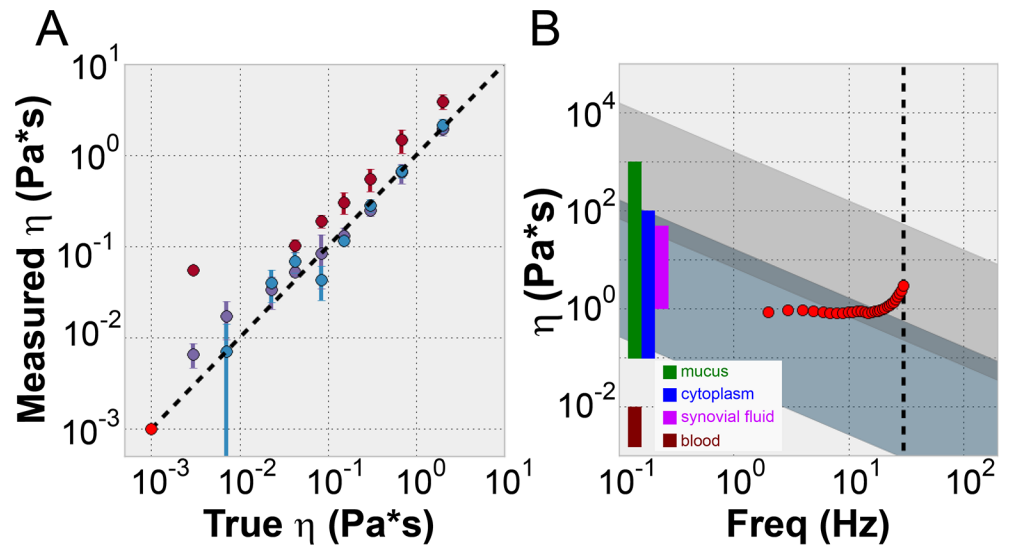 A
B
10^1
10^0
10^-1
10^-2
10^-3
Measured η (Pa*s)
10^-3
10^-2
10^-1
10^0
10^1
True η (Pa*s)
10^4
10^2
10^0
10^-2
η (Pa*s)
mucus
cytoplasm
synovial fluid
blood
10^-1
10^0
10^1
10^2
Freq (Hz)